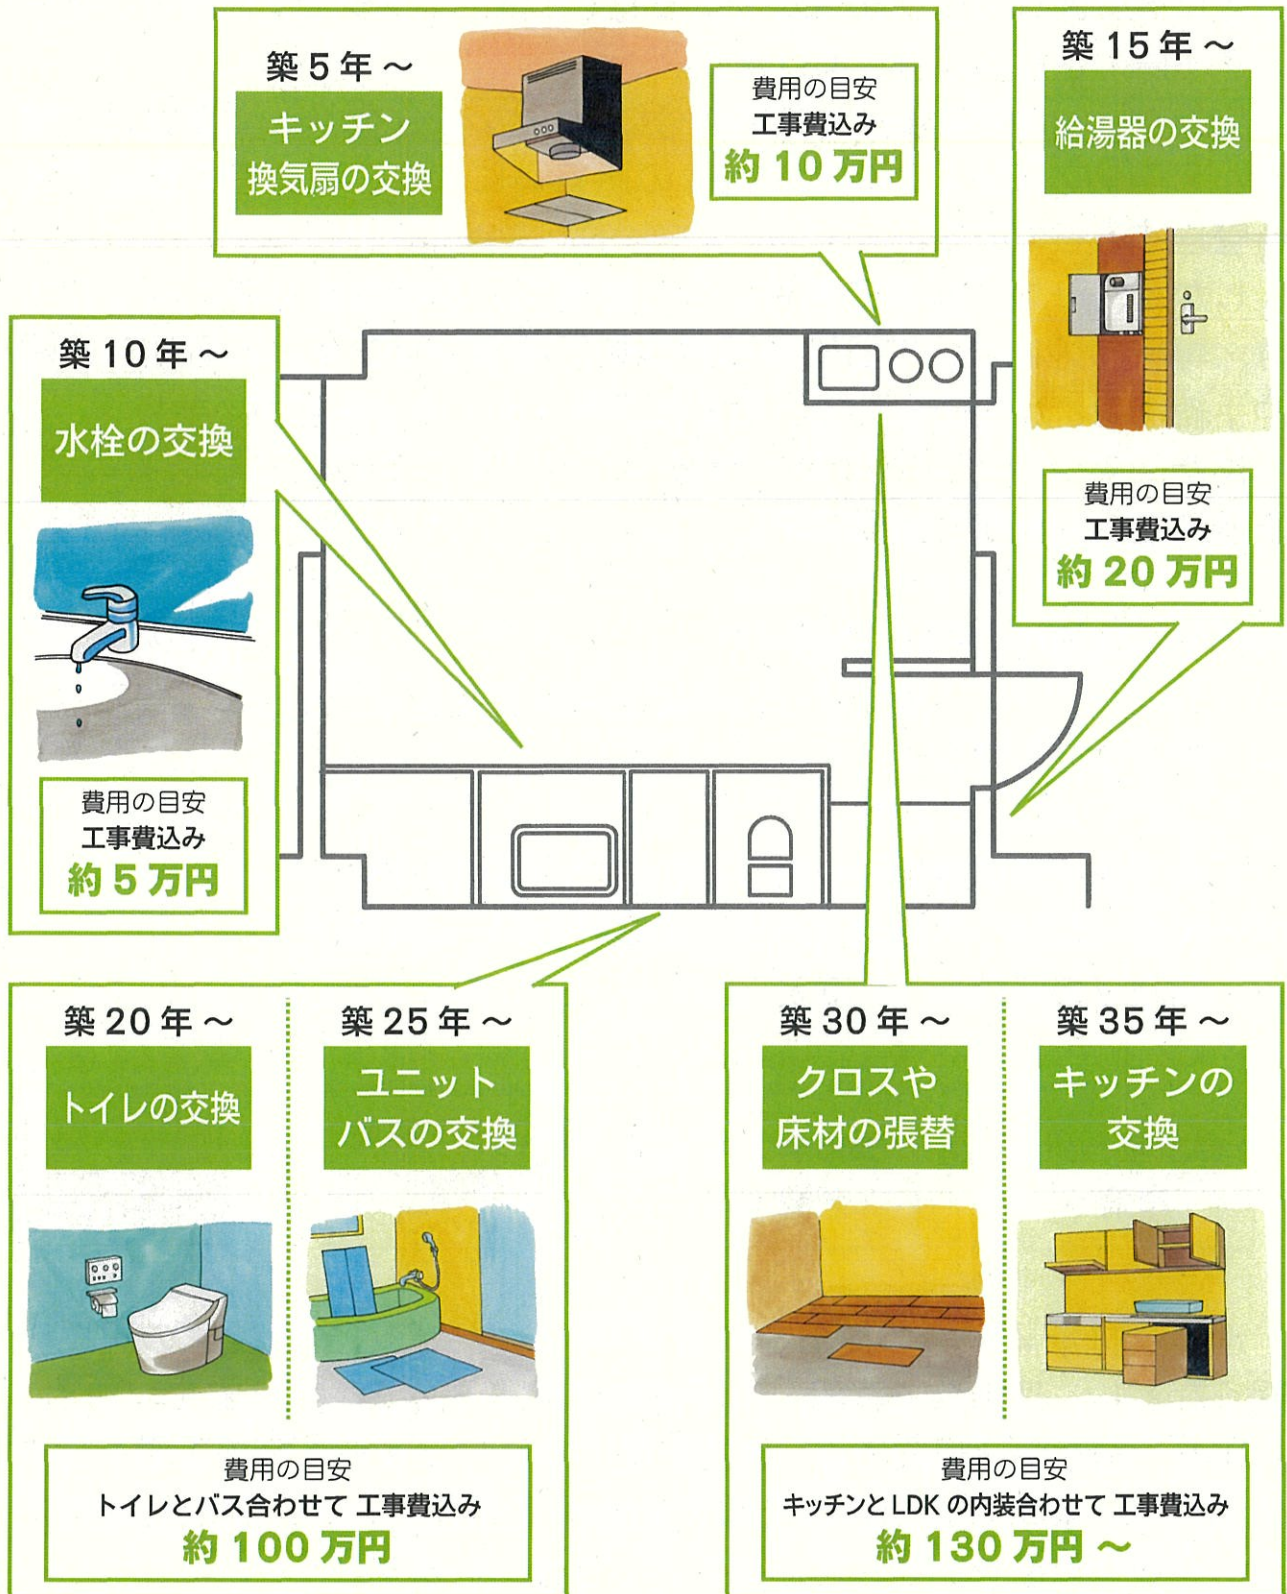 築5年～
キッチン
換気扇の交換
費用の目安
工事費込み
約10万円
築15年～
給湯器の交換
費用の目安
工事費込み
約20万円
築10年～
水栓の交換
費用の目安
工事費込み
約5万円
築20年～
トイレの交換
築25年～
ユニット
バスの交換
費用の目安
トイレとバス合わせて 工事費込み
約100万円
築30年～
クロスや
床材の張替
築35年～
キッチンの
交換
費用の目安
キッチンとLDKの内装合わせて 工事費込み
約130万円～